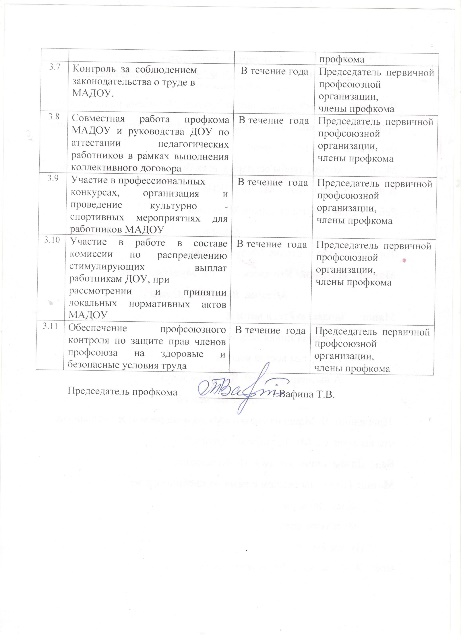 профкома
3.7 Контроль за соблюдением В течение года Председатель первичной
законодательства о труде в профсоюзной
МАДОУ. организации,
члены профкома
3.8 Совместная работа профкома В течение года Председатель первичной
МАДОУ и руководства ДОУ по профсоюзной
аттестации педагогических организации,
работников в рамках выполнения члены профкома
коллективного договора
3.9 Участие в профессиональных В течение года Председатель первичной
конкурсах, организация и профсоюзной
проведение культурно - организации,
спортивных мероприятиях для члены профкома
работников МАДОУ
3.10 Участие в работе в составе В течение года Председатель первичной
комиссии по распределению профсоюзной
стимулирующих выплат организации,
работникам ДОУ, при члены профкома
рассмотрении и принятии
локальных нормативных актов
МАДОУ
3.11 Обеспечение профсоюзного В течение года Председатель первичной
контроля по защите прав членов профсоюзной
профсоюза на здоровые и организации,
безопасные условия труда члены профкома
Председатель профкома Вафина Т.В.